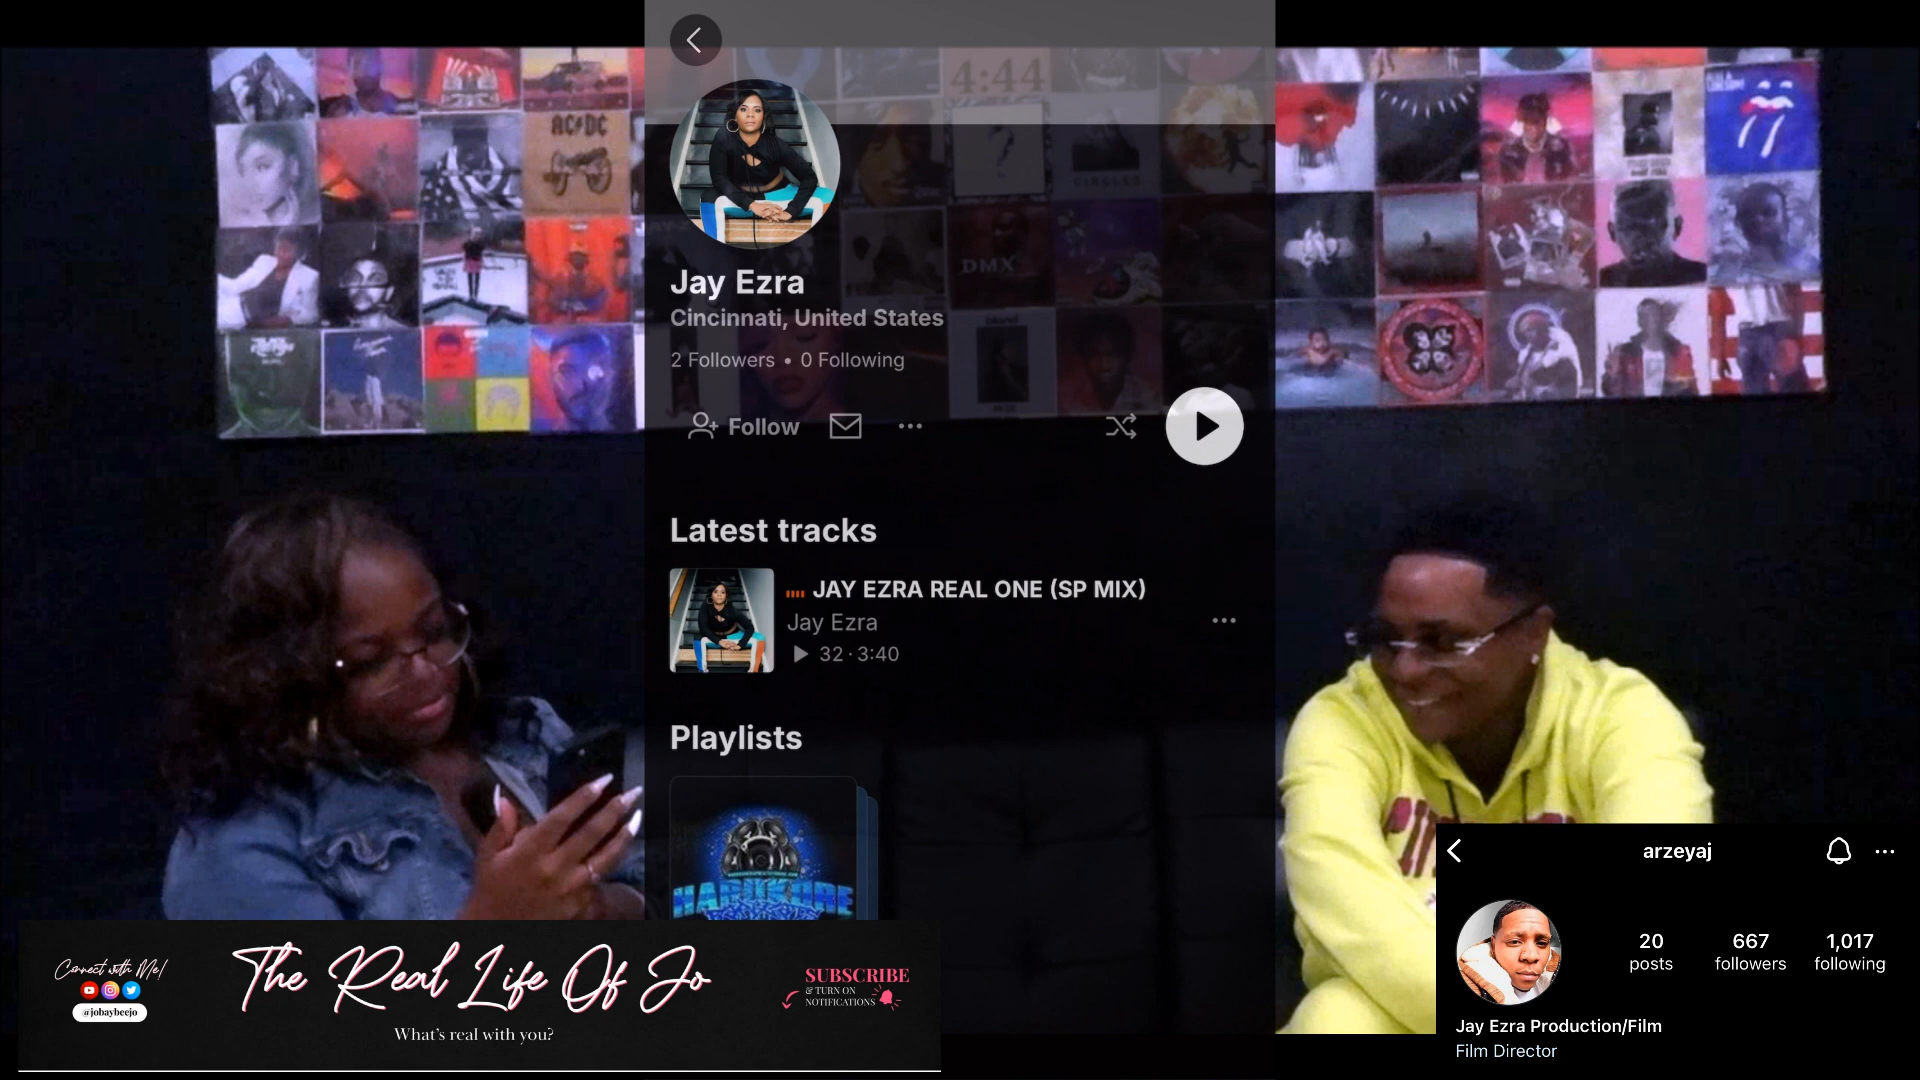 4:44
AC/DC
CIRCLES
DMX
Jay Ezra
Cincinnati, United States
2 Followers • 0 Following
Follow
Latest tracks
JAY EZRA REAL ONE (SP MIX)
Jay Ezra
32 · 3:40
Playlists
HARDKORE
Connect with Me!
@jobaybeejo
The Real Life Of Jo
What's real with you?
SUBSCRIBE
& TURN ON
NOTIFICATIONS
arzeyaj
20
posts
667
followers
1,017
following
Jay Ezra Production/Film
Film Director